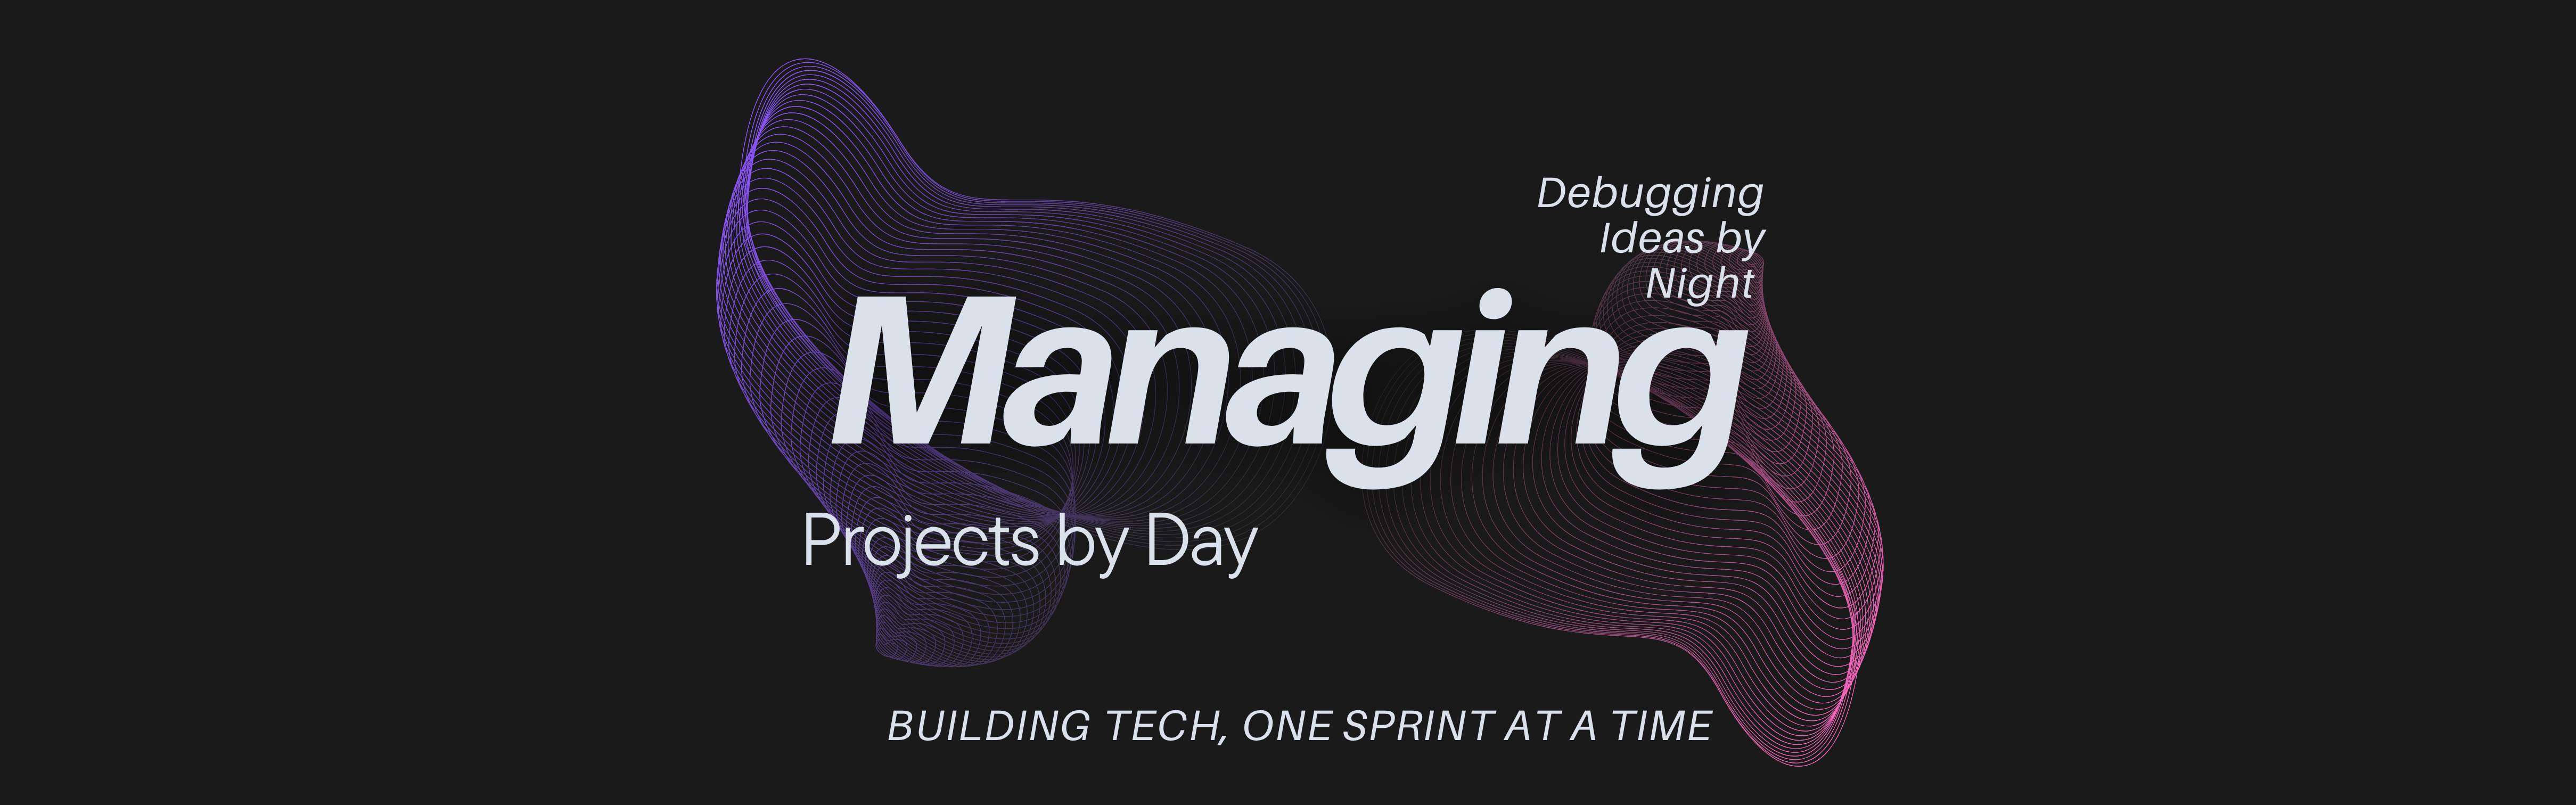 Debugging
Ideas by
Night
Managing
Projects by Day
BUILDING TECH, ONE SPRINT AT A TIME